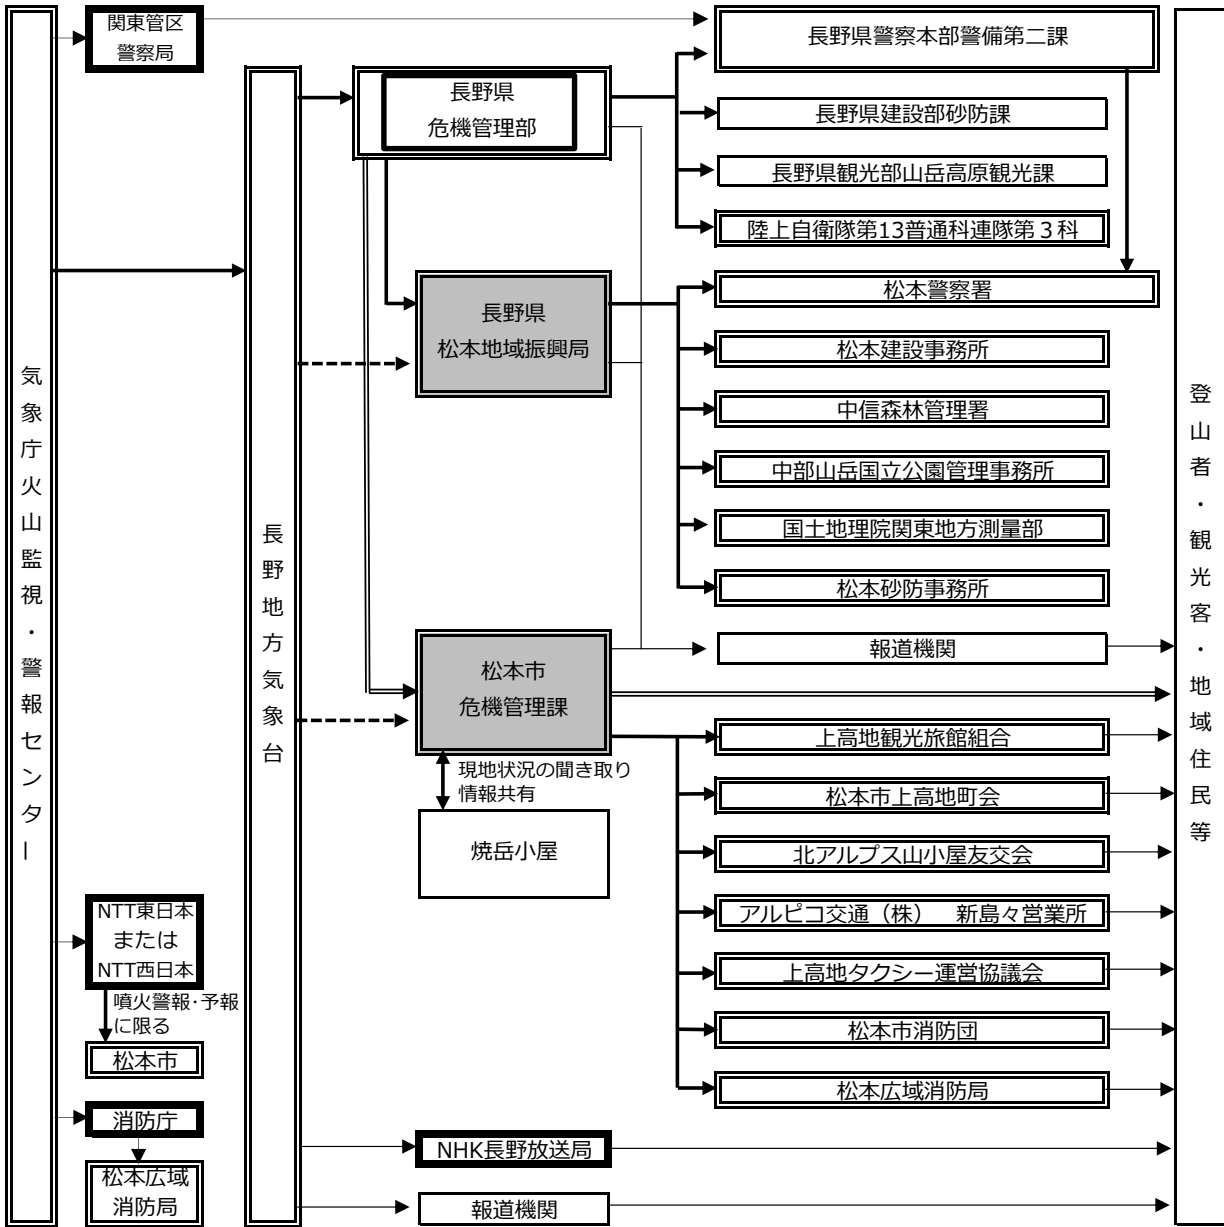 気象庁火山監視・警報センター
関東管区
警察局
NTT東日本
または
NTT西日本
噴火警報・予報
に限る
松本市
消防庁
松本広域
消防局
長野地方気象台
長野県
危機管理部
長野県
松本地域振興局
松本市
危機管理課
現地状況の聞き取り
情報共有
焼岳小屋
NHK長野放送局
報道機関
長野県警察本部警備第二課
長野県建設部砂防課
長野県観光部山岳高原観光課
陸上自衛隊第13普通科連隊第３科
松本警察署
松本建設事務所
中信森林管理署
中部山岳国立公園管理事務所
国土地理院関東地方測量部
松本砂防事務所
報道機関
上高地観光旅館組合
松本市上高地町会
北アルプス山小屋友交会
アルピコ交通（株）　新島々営業所
上高地タクシー運営協議会
松本市消防団
松本広域消防局
登山者・観光客・地域住民等